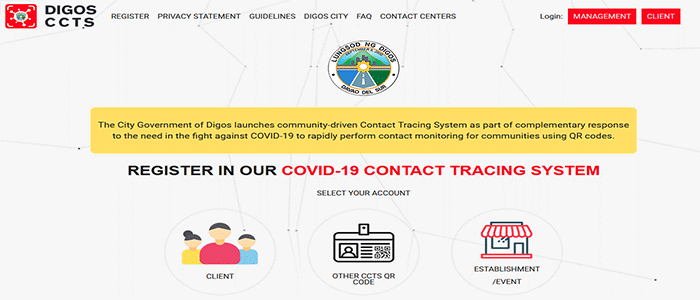 DIGOS
CCTS
REGISTER PRIVACY STATEMENT GUIDELINES DIGOS CITY FAQ CONTACT CENTERS
Login: MANAGEMENT CLIENT
LUNGSOD NG DIGOS
SEPTEMBER 8, 2000
DAVAO DEL SUR
The City Government of Digos launches community-driven Contact Tracing System as part of complementary response
to the need in the fight against COVID-19 to rapidly perform contact monitoring for communities using QR codes.
REGISTER IN OUR COVID-19 CONTACT TRACING SYSTEM
SELECT YOUR ACCOUNT
CLIENT
OTHER CCTS QR
CODE
ESTABLISHMENT
/EVENT